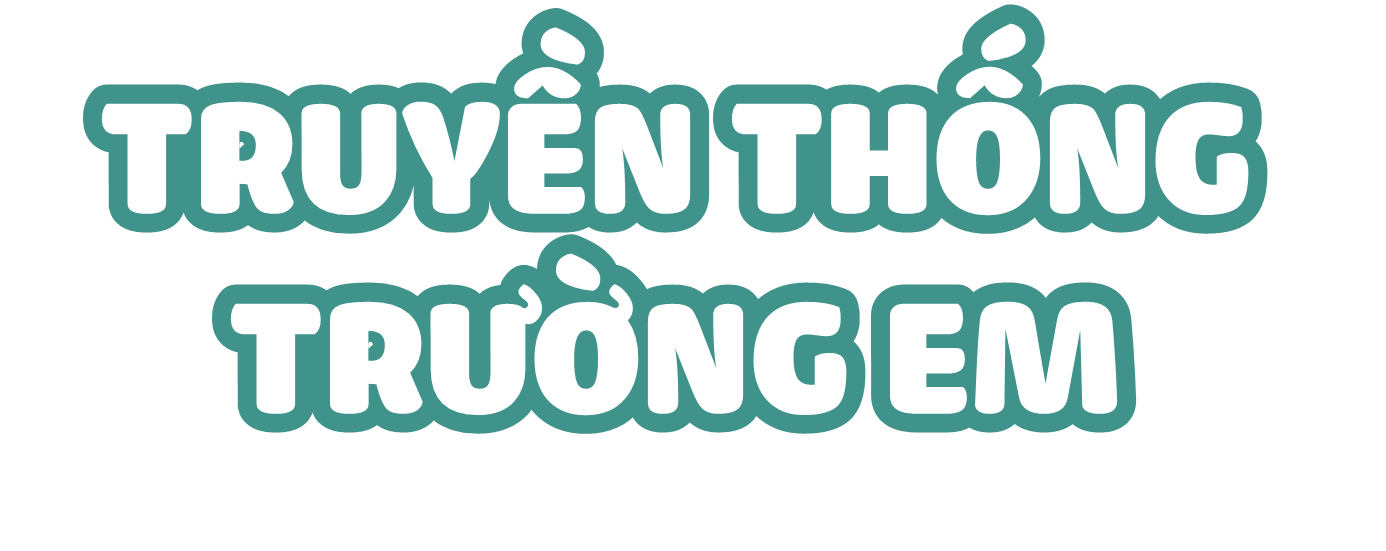 TRUYỀN THỐNG
TRƯỜNG EM